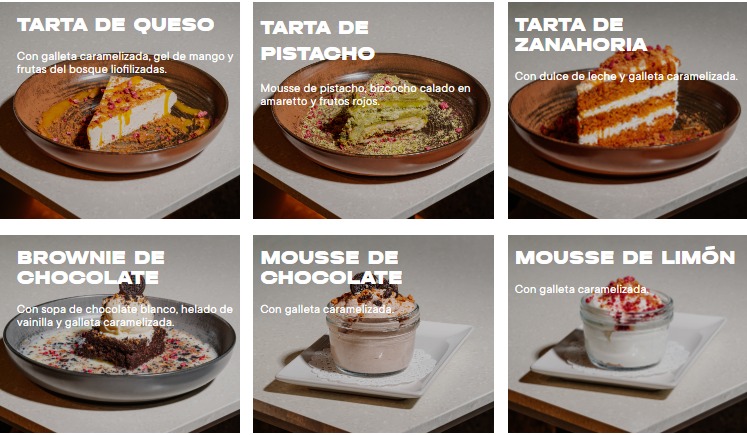 TARTA DE QUESO
Con galleta caramelizada, gel de mango y
frutas del bosque liofilizadas.
TARTA DE
PISTACHO
Mousse de pistacho, bizcocho calado en
amaretto y frutos rojos.
TARTA DE
ZANAHORIA
Con dulce de leche y galleta caramelizada.
BROWNIE DE
CHOCOLATE
Con sopa de chocolate blanco, helado de
vainilla y galleta caramelizada.
MOUSSE DE
CHOCOLATE
Con galleta caramelizada.
MOUSSE DE LIMÓN
Con galleta caramelizada.